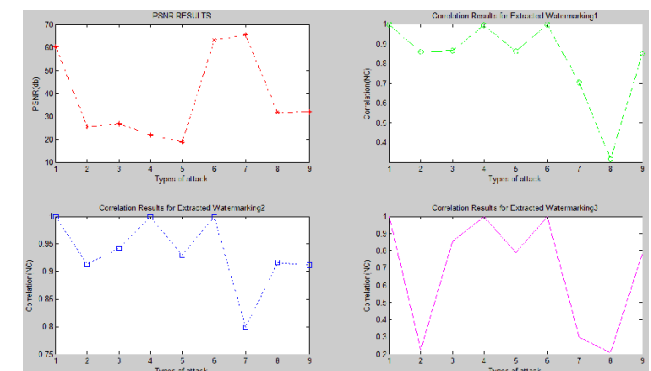 PSNR RESULTS
PSNR(db)
70
60
50
40
30
20
10
1 2 3 4 5 6 7 8 9
Types of attack
Correlation Results for Extracted Watermarking1
Correlation(NC)
1
0.9
0.8
0.7
0.6
0.5
0.4
1 2 3 4 5 6 7 8 9
Types of attack
Correlation Results for Extracted Watermarking2
Correlation(NC)
1
0.95
0.9
0.85
0.8
0.75
1 2 3 4 5 6 7 8 9
Types of attack
Correlation Results for Extracted Watermarking3
Correlation(NC)
1
0.9
0.8
0.7
0.6
0.5
0.4
0.3
0.2
1 2 3 4 5 6 7 8 9
Types of attack